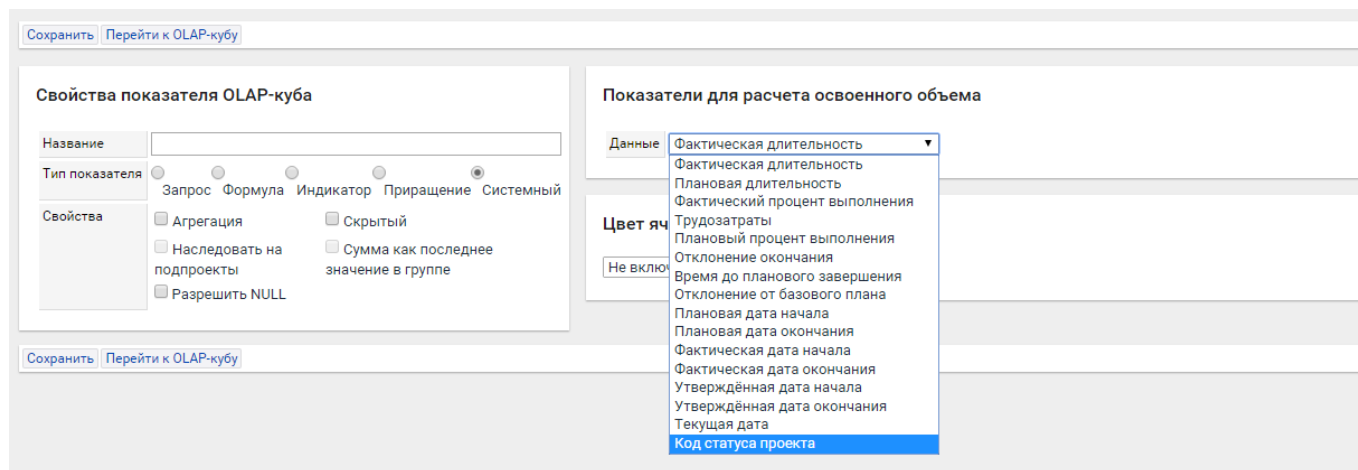 Сохранить Перейти к OLAP-кубу
Свойства показателя OLAP-куба
Название
Тип показателя
Запрос Формула Индикатор Приращение Системный
Свойства
Агрегация Скрытый
Наследовать на подпроекты
Сумма как последнее значение в группе
Разрешить NULL
Показатели для расчета освоенного объема
Данные Фактическая длительность
Фактическая длительность
Плановая длительность
Фактический процент выполнения
Трудозатраты
Плановый процент выполнения
Отклонение окончания
Время до планового завершения
Отклонение от базового плана
Плановая дата начала
Плановая дата окончания
Фактическая дата начала
Фактическая дата окончания
Утверждённая дата начала
Утверждённая дата окончания
Текущая дата
Код статуса проекта
Цвет яч
Не вклю
Сохранить Перейти к OLAP-кубу